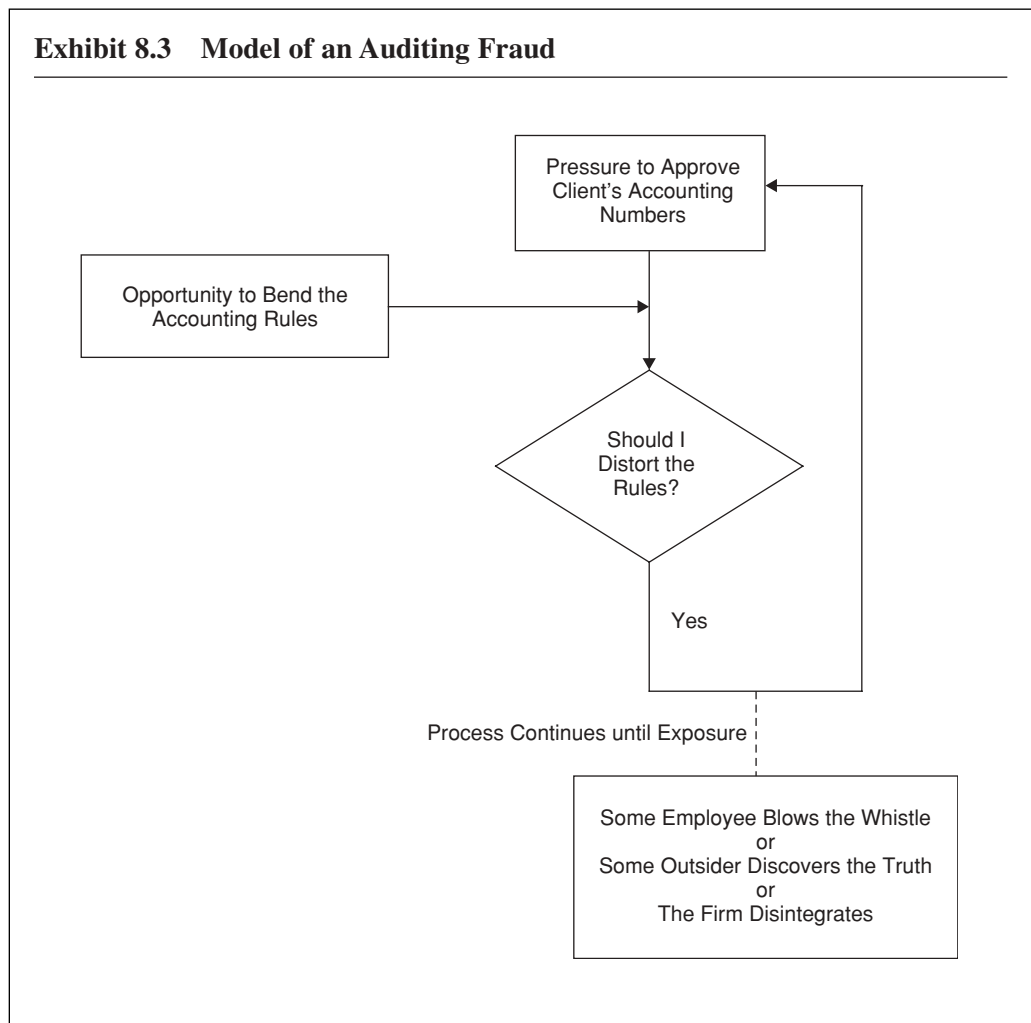 Exhibit 8.3 Model of an Auditing Fraud
Pressure to Approve
Client's Accounting
Numbers
Opportunity to Bend the
Accounting Rules
Should I
Distort the
Rules?
Yes
Process Continues until Exposure
Some Employee Blows the Whistle
or
Some Outsider Discovers the Truth
or
The Firm Disintegrates